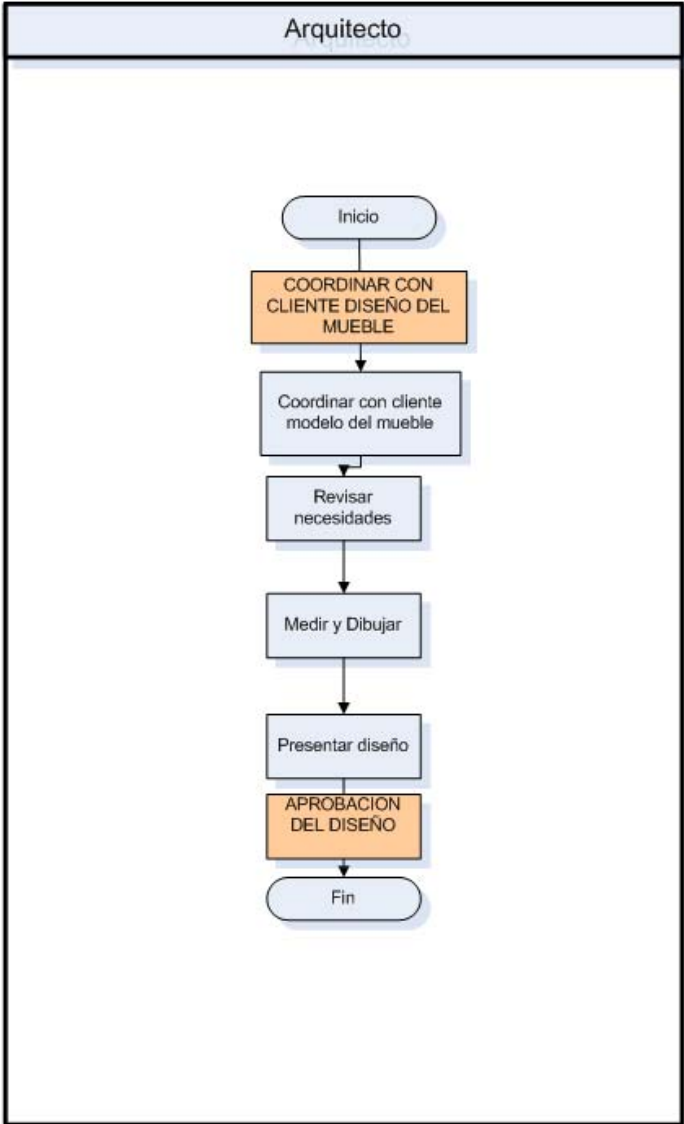 Arquitecto
Inicio
COORDINAR CON
CLIENTE DISEÑO DEL
MUEBLE
Coordinar con cliente
modelo del mueble
Revisar
necesidades
Medir y Dibujar
Presentar diseño
APROBACION
DEL DISEÑO
Fin